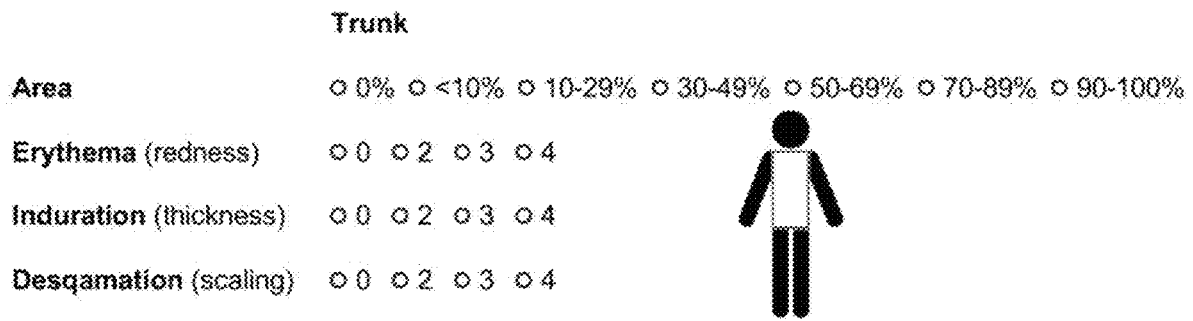 Trunk
Area ○ 0% ○ <10% ○ 10-29% ○ 30-49% ○ 50-69% ○ 70-89% ○ 90-100%
Erythema (redness) ○ 0 ○ 2 ○ 3 ○ 4
Induration (thickness) ○ 0 ○ 2 ○ 3 ○ 4
Desqamation (scaling) ○ 0 ○ 2 ○ 3 ○ 4